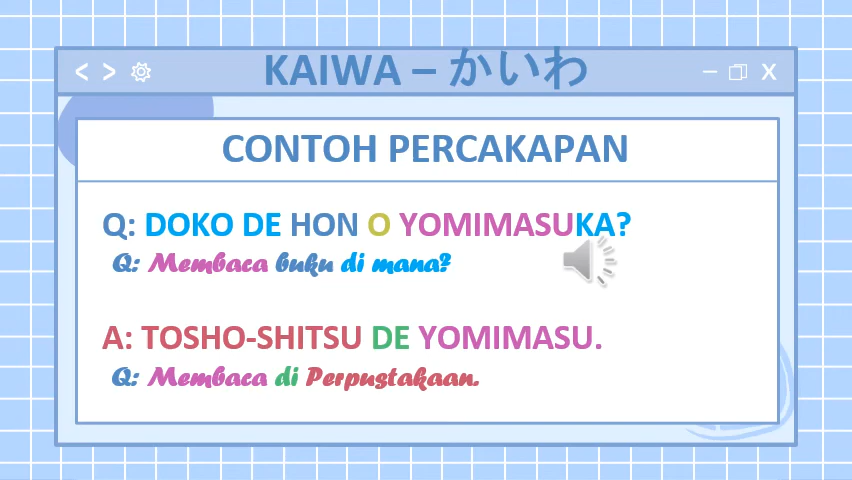 KAIWA – かいわ
CONTOH PERCAKAPAN
Q: DOKO DE HON O YOMIMASUKA?
Q: Membaca buku di mana?
A: TOSHO-SHITSU DE YOMIMASU.
Q: Membaca di Perpustakaan.